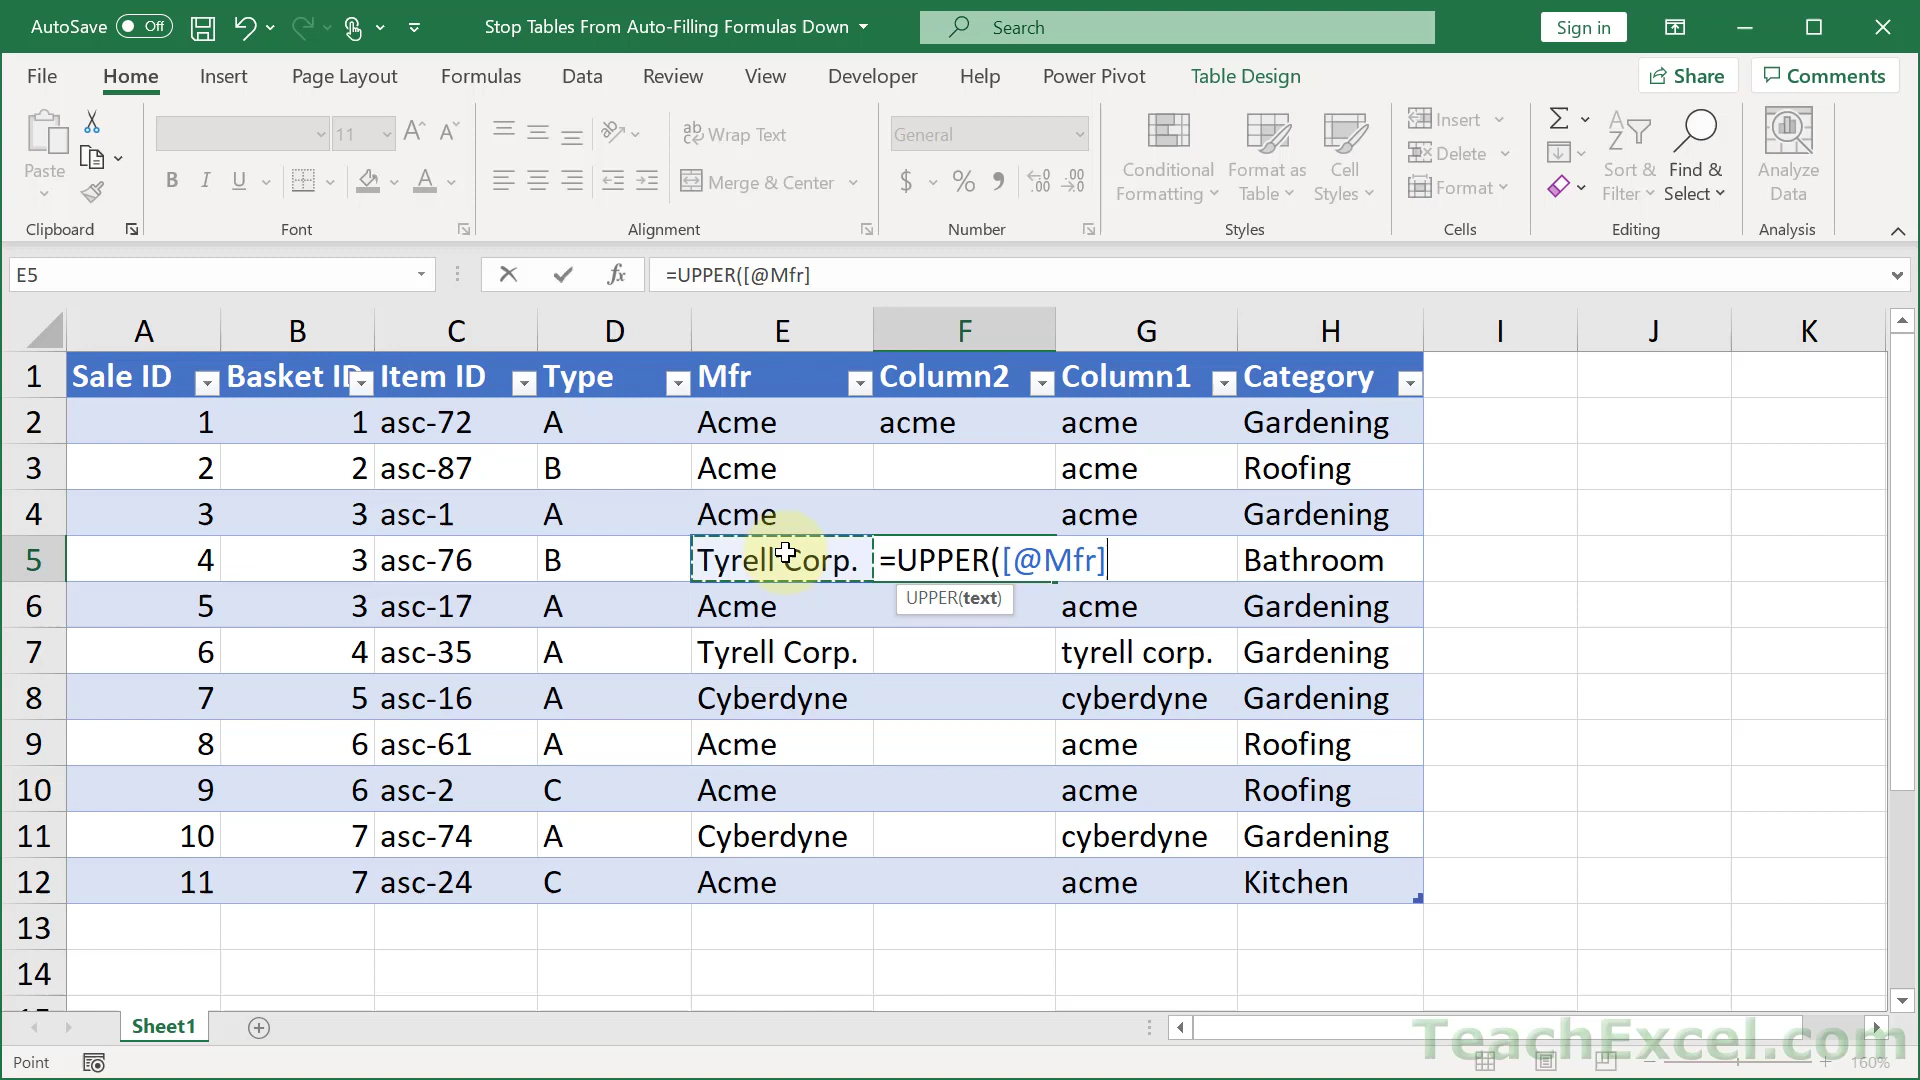 AutoSave Off Stop Tables From Auto-Filling Formulas Down Search Sign in
File Home Insert Page Layout Formulas Data Review View Developer Help Power Pivot Table Design Share Comments
Paste
11
Wrap Text
Merge & Center
General
$ % 9 .00 .00
Conditional Formatting
Format as Table
Cell Styles
Insert
Delete
Format
Sort & Filter
Find & Select
Analyze Data
Clipboard Font Alignment Number Styles Cells Editing Analysis
E5 fx =UPPER([@Mfr]
A B C D E F G H I J K
1 Sale ID Basket ID Item ID Type Mfr Column2 Column1 Category
2 1 1 asc-72 A Acme acme acme Gardening
3 2 2 asc-87 B Acme acme Roofing
4 3 3 asc-1 A Acme acme Gardening
5 4 3 asc-76 B Tyrell Corp. =UPPER([@Mfr] Bathroom
UPPER(text)
6 5 3 asc-17 A Acme acme Gardening
7 6 4 asc-35 A Tyrell Corp. tyrell corp. Gardening
8 7 5 asc-16 A Cyberdyne cyberdyne Gardening
9 8 6 asc-61 A Acme acme Roofing
10 9 6 asc-2 C Acme acme Roofing
11 10 7 asc-74 A Cyberdyne cyberdyne Gardening
12 11 7 asc-24 C Acme acme Kitchen
13
14
Sheet1
TeachExcel.com
Point 160%